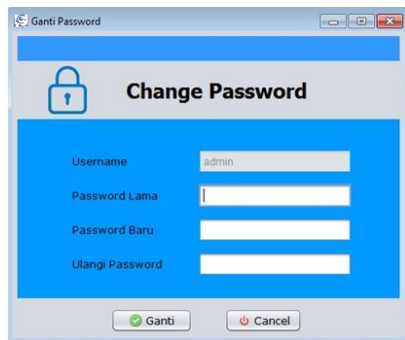 Ganti Password
Change Password
Username
admin
Password Lama
Password Baru
Ulangi Password
Ganti
Cancel